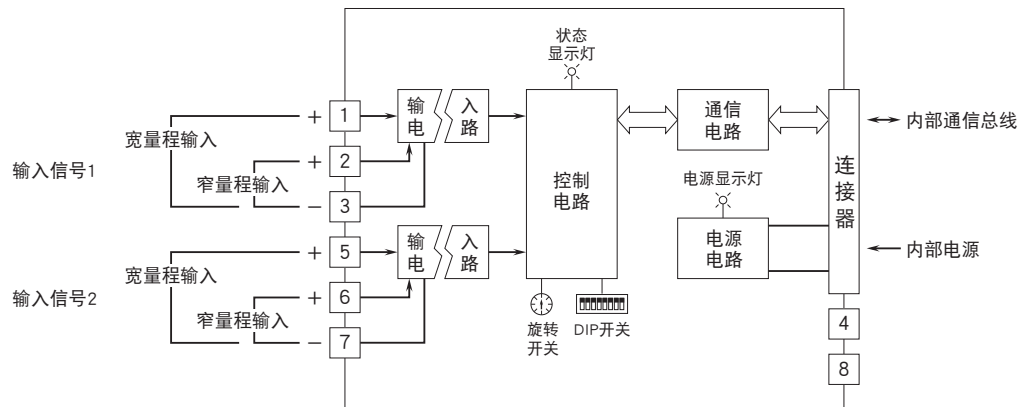 状态
显示灯
输 入
电 路
通信
电路
内部通信总线
宽量程输入
+ 1
输入信号1
+ 2
窄量程输入
- 3
控制
电路
连接器
电源显示灯
电源
电路
内部电源
输 入
电 路
宽量程输入
+ 5
输入信号2
+ 6
窄量程输入
- 7
旋转
开关
DIP开关
4
8